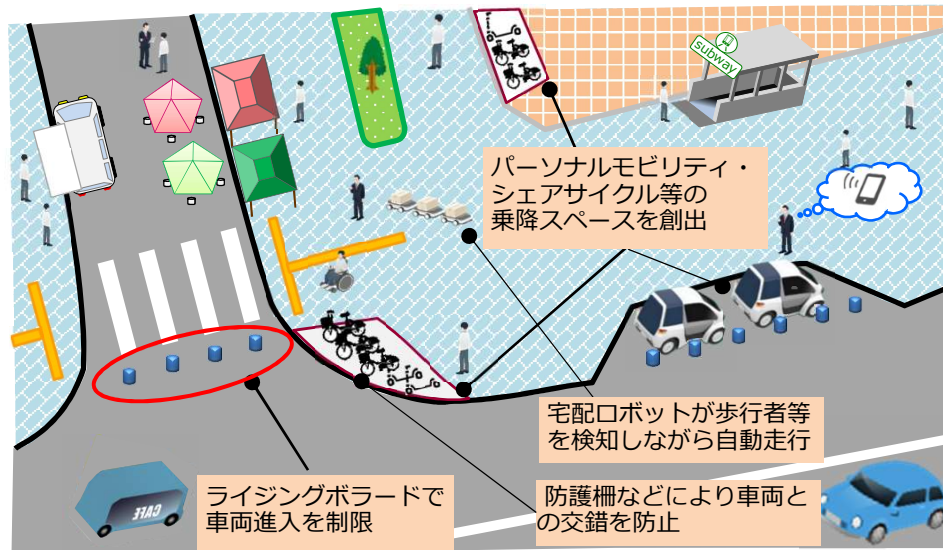 subway
パーソナルモビリティ・
シェアサイクル等の
乗降スペースを創出
宅配ロボットが歩行者等
を検知しながら自動走行
ライジングボラードで
車両進入を制限
防護柵などにより車両と
の交錯を防止
CAFE